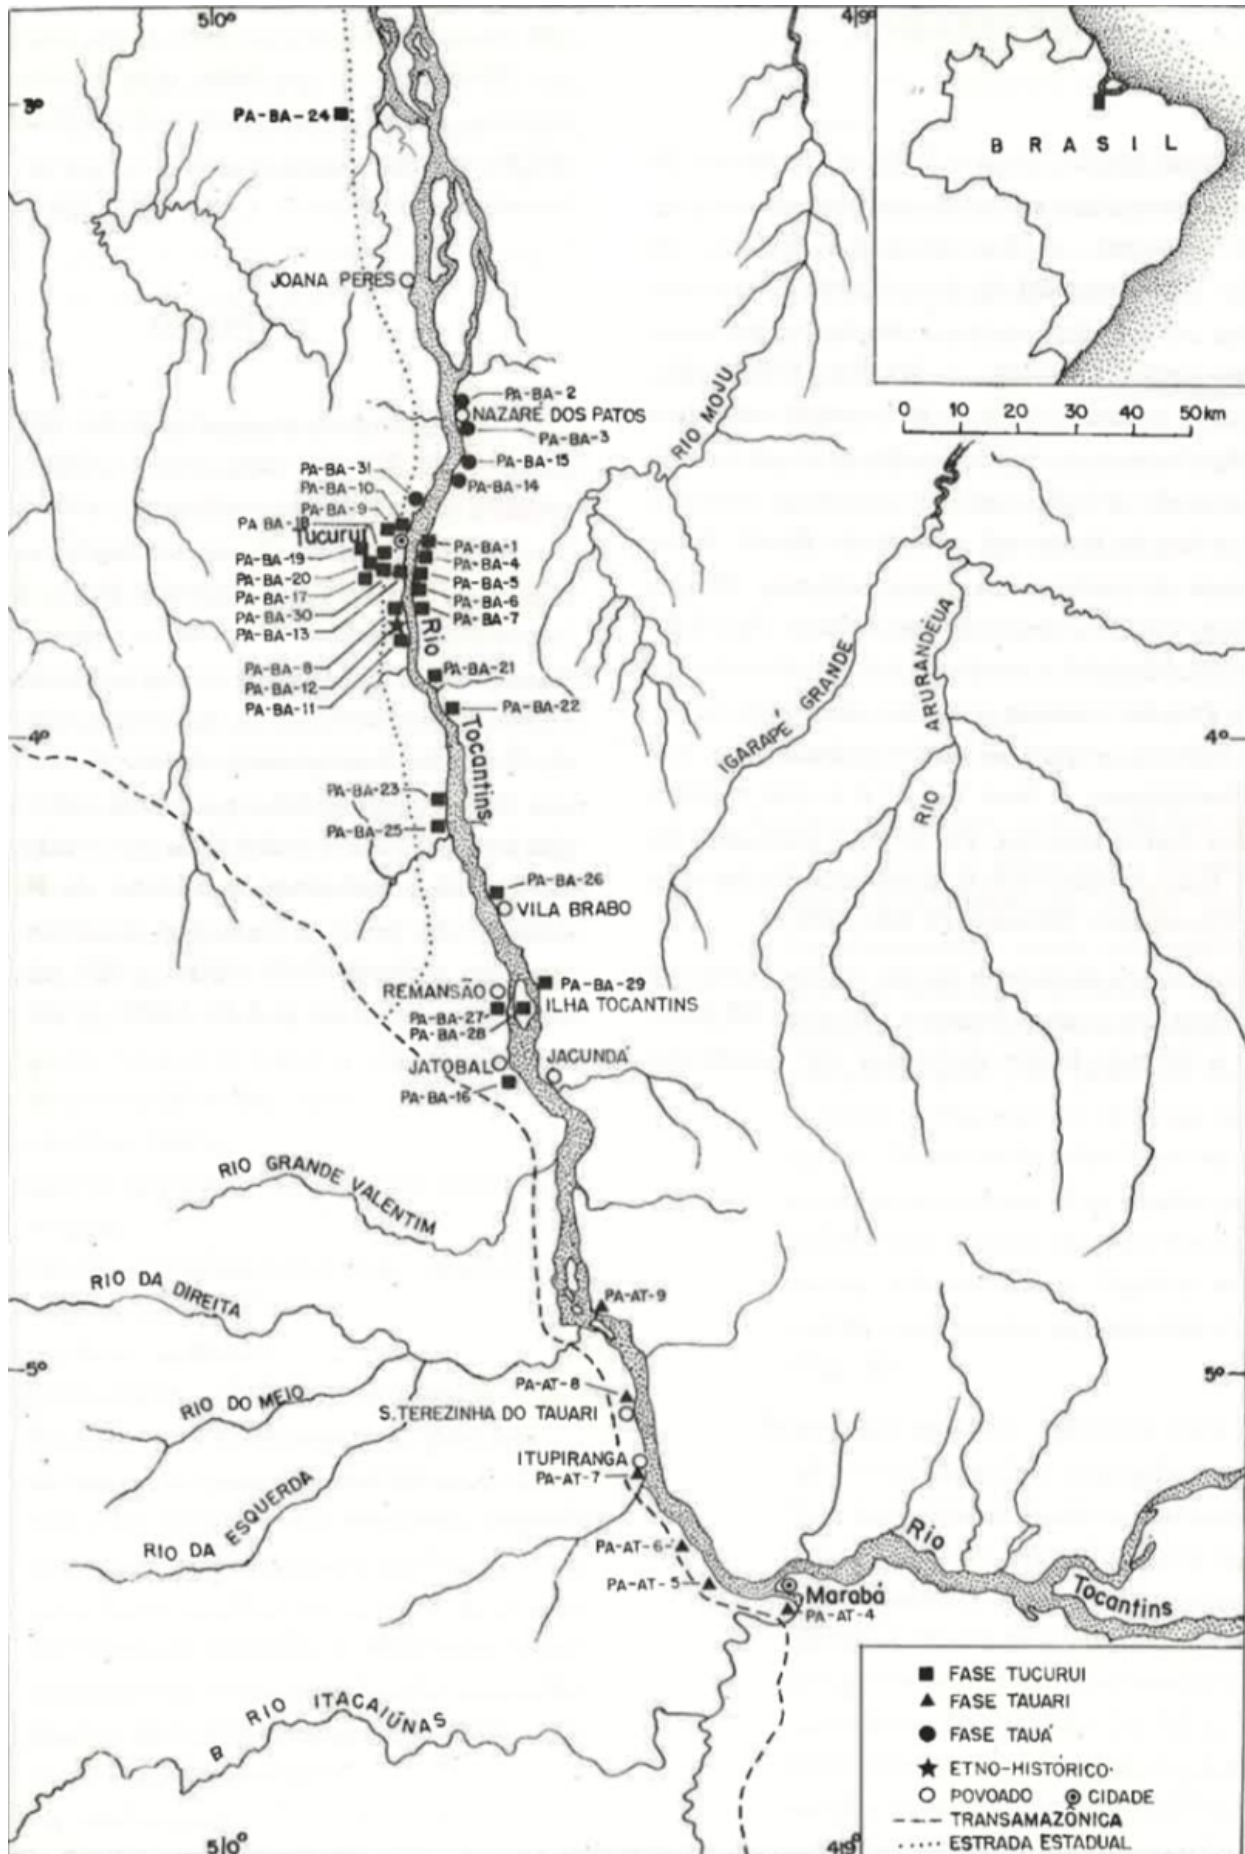 50°
49°
3°
PA-BA-24
BRASIL
JOANA PERES
0 10 20 30 40 50km
RIO MOJU
PA-BA-2
NAZARÉ DOS PATOS
PA-BA-3
PA-BA-15
PA-BA-14
PA-BA-31
PA-BA-10
PA-BA-9
PA BA-18
Tucuruí
PA-BA-19
PA-BA-20
PA-BA-17
PA-BA-30
PA-BA-13
PA-BA-8
PA-BA-12
PA-BA-11
PA-BA-1
PA-BA-4
PA-BA-5
PA-BA-6
PA-BA-7
PA-BA-21
PA-BA-22
Rio
Tocantins
IGARAPÉ GRANDE
RIO ARURANDÉUA
4°
4°
PA-BA-23
PA-BA-25
PA-BA-26
VILA BRABO
REMANSÃO
PA-BA-29
ILHA TOCANTINS
PA-BA-27
PA-BA-28
JATOBAL
JACUNDÁ
PA-BA-16
RIO GRANDE VALENTIM
RIO DA DIREITA
PA-AT-9
5°
5°
PA-AT-8
RIO DO MEIO
S. TEREZINHA DO TAUARI
ITUPIRANGA
PA-AT-7
RIO DA ESQUERDA
PA-AT-6
PA-AT-5
Rio
Tocantins
Marabá
PA-AT-4
RIO ITACAIÚNAS
B
FASE TUCURUI
FASE TAUARI
FASE TAUÁ
ETNO-HISTÓRICO
POVOADO CIDADE
TRANSAMAZÔNICA
ESTRADA ESTADUAL
50°
49°